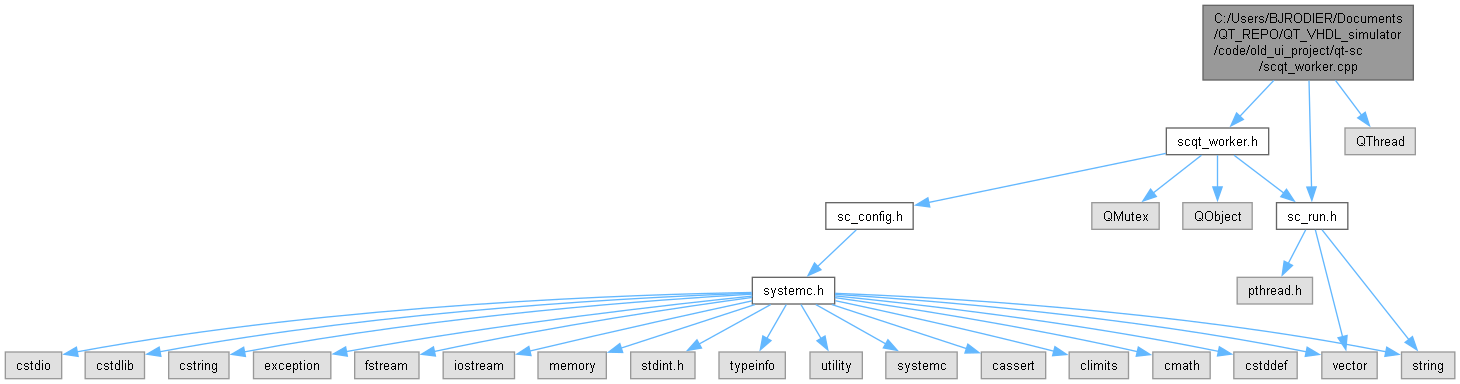 C:/Users/BJRODIER/Documents
/QT_REPO/QT_VHDL_simulator
/code/old_ui_project/qt-sc
/scqt_worker.cpp
scqt_worker.h
QThread
sc_config.h
QMutex
QObject
sc_run.h
systemc.h
pthread.h
cstdio
cstdlib
cstring
exception
fstream
iostream
memory
stdint.h
typeinfo
utility
systemc
cassert
climits
cmath
cstddef
vector
string